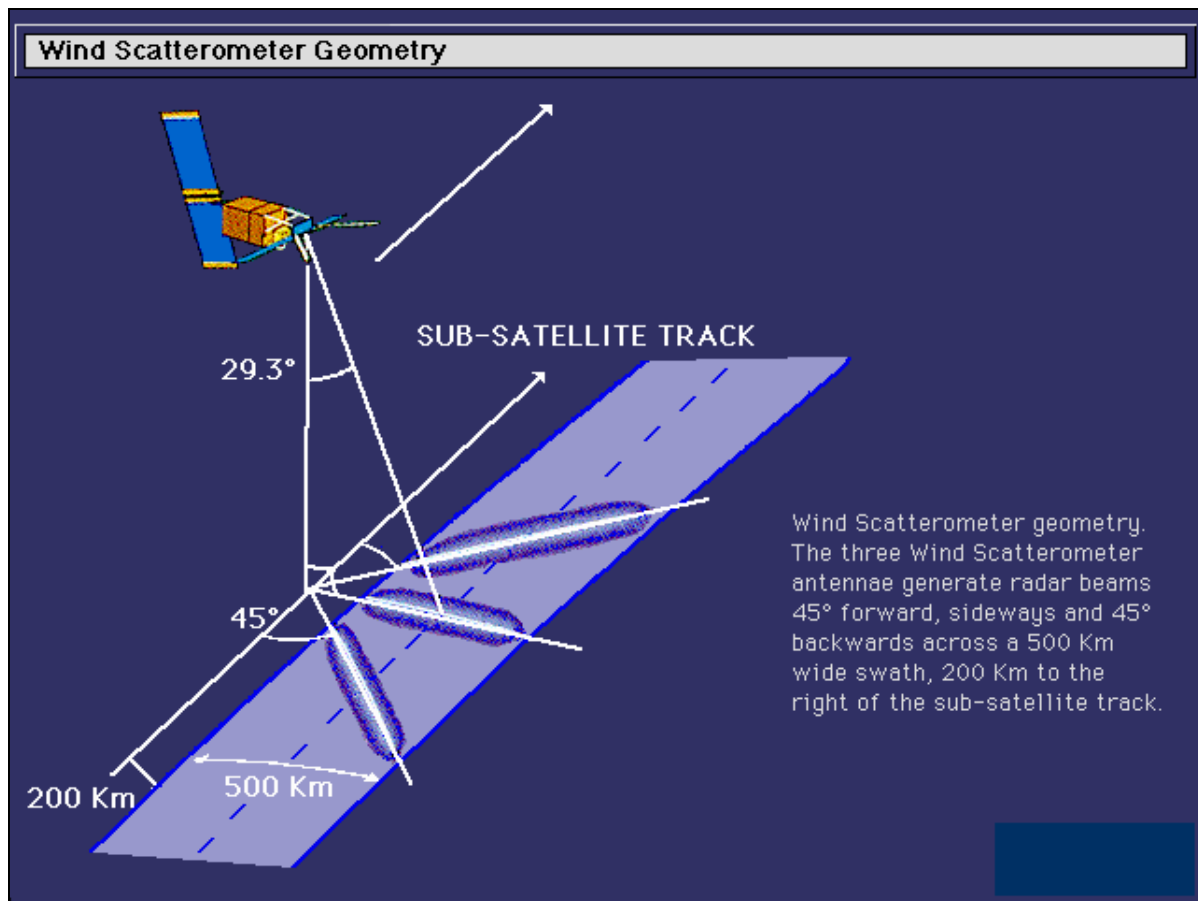 Wind Scatterometer Geometry
SUB-SATELLITE TRACK
29.3°
Wind Scatterometer geometry.
The three Wind Scatterometer
antennae generate radar beams
45° forward, sideways and 45°
backwards across a 500 Km
wide swath, 200 Km to the
right of the sub-satellite track.
45°
200 Km
500 Km